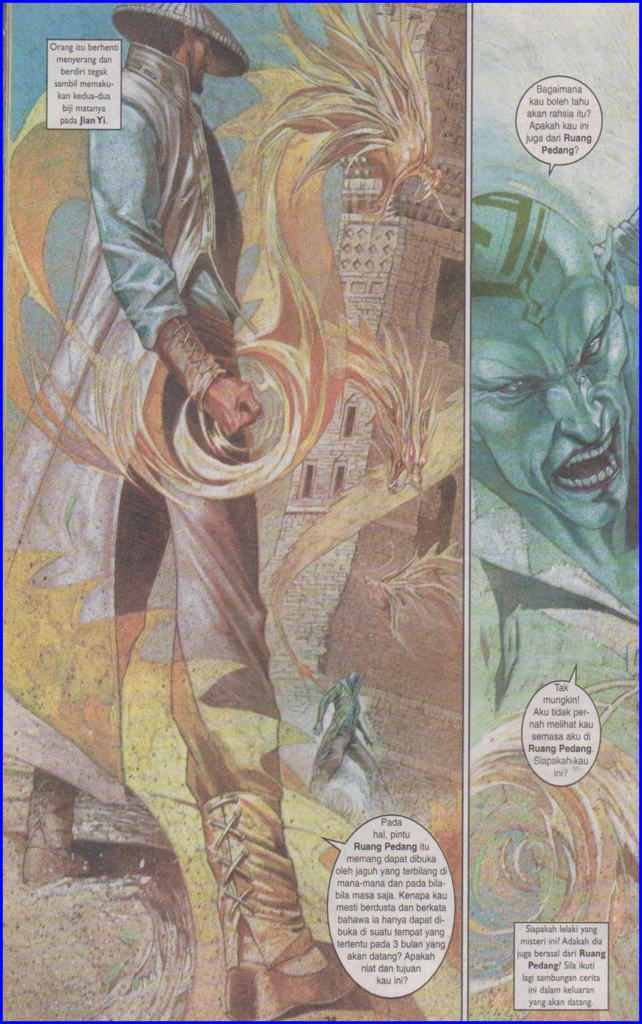 Orang itu berhenti
menyerang dan
berdiri tegak
sambil memaku-
kan kedua-dua
biji matanya
pada Jian Yi.
Pada
hal, pintu
Ruang Pedang itu
memang dapat dibuka
oleh jaguh yang terbilang di
mana-mana dan pada bila-
bila masa saja. Kenapa kau
mesti berdusta dan berkata
bahawa ia hanya dapat di-
buka di suatu tempat yang
tertentu pada 3 bulan yang
akan datang? Apakah
niat dan tujuan
kau ini?
Bagaimana
kau boleh tahu
akan rahsia itu?
Apakah kau ini
juga dari Ruang
Pedang?
Tak
mungkin!
Aku tidak per-
nah melihat kau
semasa aku di
Ruang Pedang.
Siapakah kau
ini?
Siapakah lelaki yang
misteri ini? Adakah dia
juga berasal dari Ruang
Pedang? Sila ikuti
lagi sambungan cerita
ini dalam keluaran
yang akan datang.